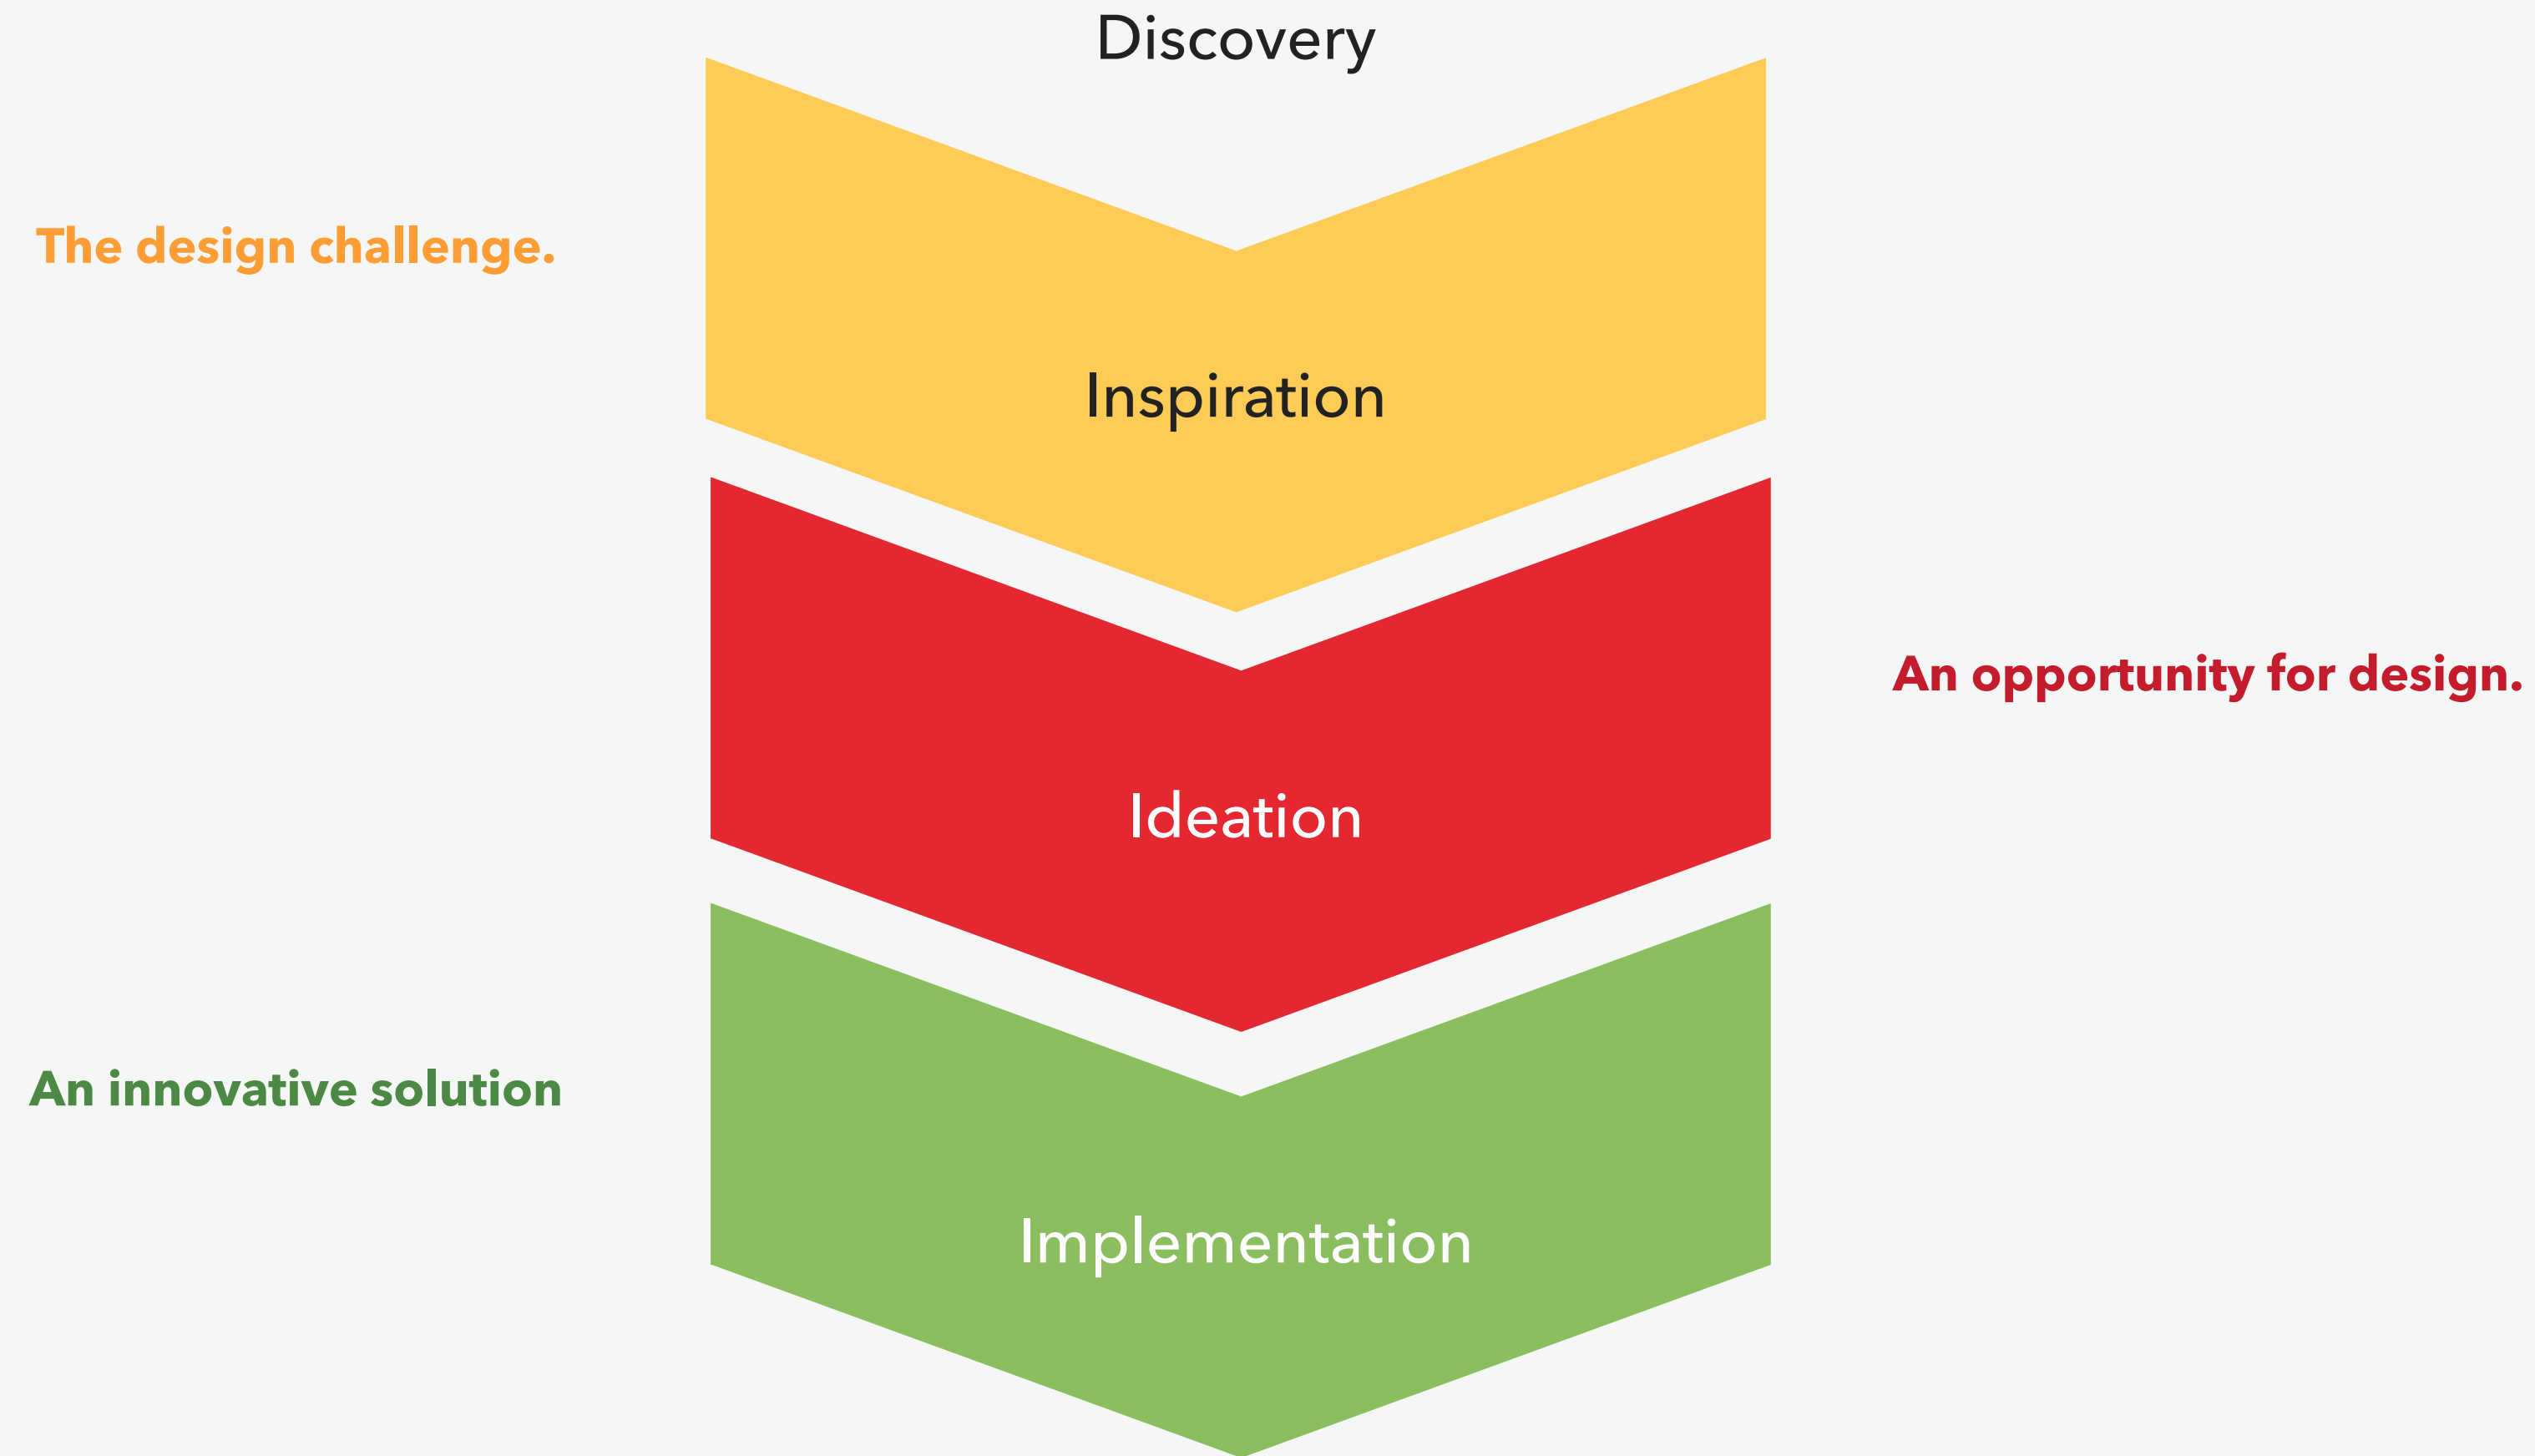 Discovery
The design challenge.
Inspiration
An opportunity for design.
Ideation
An innovative solution
Implementation